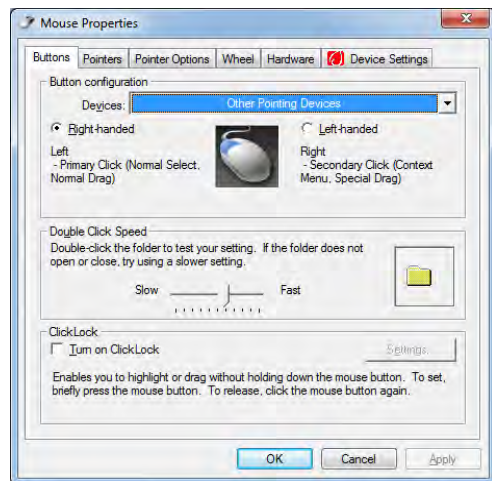 Mouse Properties
Buttons Pointers Pointer Options Wheel Hardware Device Settings
Button configuration
Devices: Other Pointing Devices
Right-handed Left-handed
Left Right
- Primary Click (Normal Select, - Secondary Click (Context
Normal Drag) Menu, Special Drag)
Double Click Speed
Double-click the folder to test your setting. If the folder does not
open or close, try using a slower setting.
Slow Fast
ClickLock
Turn on ClickLock Settings...
Enables you to highlight or drag without holding down the mouse button. To set,
briefly press the mouse button. To release, click the mouse button again.
OK Cancel Apply